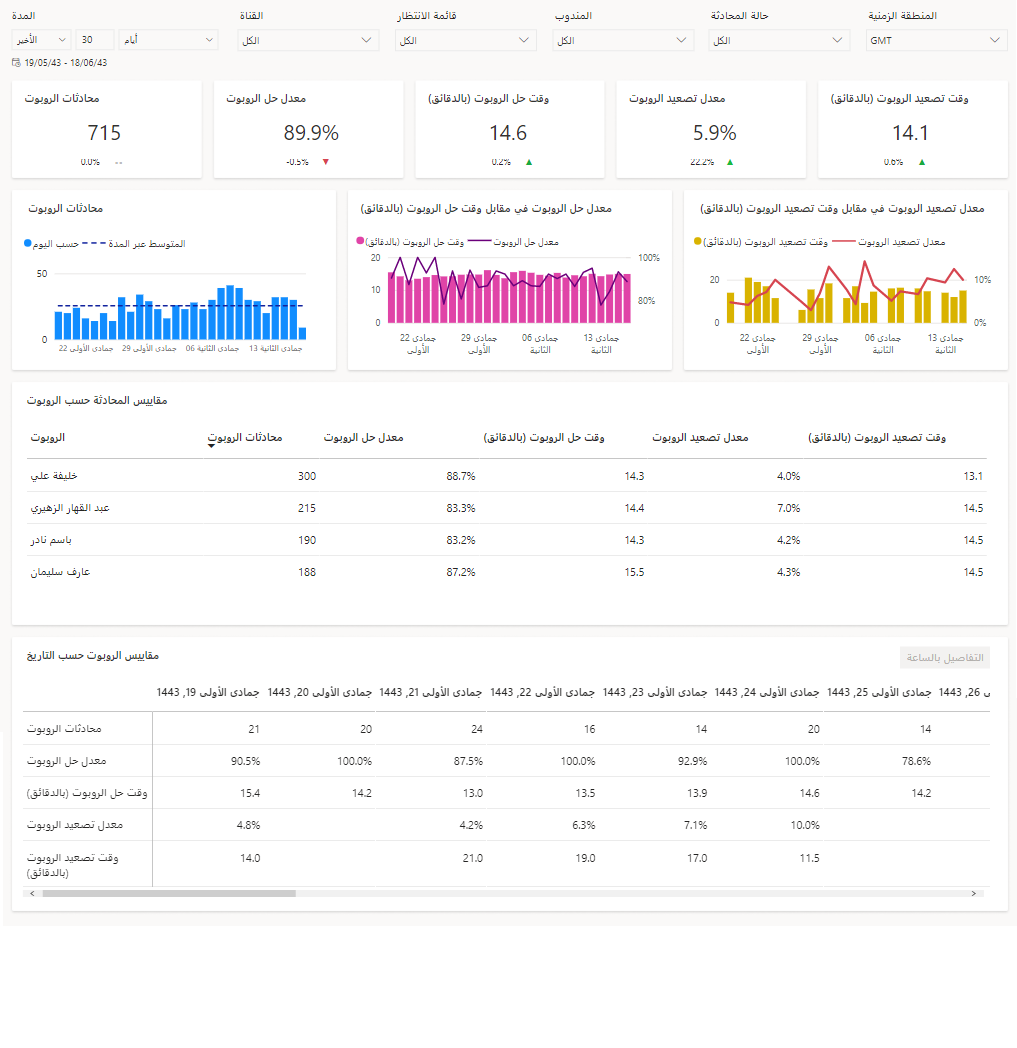 المدة
القناة
قائمة الانتظار
المندوب
حالة المحادثة
المنطقة الزمنية
الأخير
30
أيام
الكل
الكل
الكل
الكل
GMT
19/05/43 - 18/06/43
محادثات الروبوت
715
0.0% --
معدل حل الروبوت
89.9%
-0.5% ▼
وقت حل الروبوت (بالدقائق)
14.6
0.2% ▲
معدل تصعيد الروبوت
5.9%
22.2% ▲
وقت تصعيد الروبوت (بالدقائق)
14.1
0.6% ▲
محادثات الروبوت
حسب اليوم
المتوسط عبر المدة
50
0
22 جمادى الأولى
29 جمادى الأولى
06 جمادى الثانية
13 جمادى الثانية
معدل حل الروبوت في مقابل وقت حل الروبوت (بالدقائق)
وقت حل الروبوت (بالدقائق)
معدل حل الروبوت
20
10
0
100%
80%
22 جمادى
الأولى
29 جمادى
الأولى
06 جمادى
الثانية
13 جمادى
الثانية
معدل تصعيد الروبوت في مقابل وقت تصعيد الروبوت (بالدقائق)
وقت تصعيد الروبوت (بالدقائق)
معدل تصعيد الروبوت
20
0
10%
0%
22 جمادى
الأولى
29 جمادى
الأولى
06 جمادى
الثانية
13 جمادى
الثانية
مقاييس المحادثة حسب الروبوت
الروبوت
محادثات الروبوت
معدل حل الروبوت
وقت حل الروبوت (بالدقائق)
معدل تصعيد الروبوت
وقت تصعيد الروبوت (بالدقائق)
خليفة علي 300 88.7% 14.3 4.0% 13.1
عبد القهار الزهيري 215 83.3% 14.4 7.0% 14.5
باسم نادر 190 83.2% 14.3 4.2% 14.5
عارف سليمان 188 87.2% 15.5 4.3% 14.5
مقاييس الروبوت حسب التاريخ
التفاصيل بالساعة
جمادى الأولى 19, 1443
جمادى الأولى 20, 1443
جمادى الأولى 21, 1443
جمادى الأولى 22, 1443
جمادى الأولى 23, 1443
جمادى الأولى 24, 1443
جمادى الأولى 25, 1443
26, 1443
محادثات الروبوت 21 20 24 16 14 20 14
معدل حل الروبوت 90.5% 100.0% 87.5% 100.0% 92.9% 100.0% 78.6%
وقت حل الروبوت (بالدقائق) 15.4 14.2 13.0 13.5 13.9 14.6 14.2
معدل تصعيد الروبوت 4.8% 4.2% 6.3% 7.1% 10.0%
وقت تصعيد الروبوت
(بالدقائق) 14.0 21.0 19.0 17.0 11.5